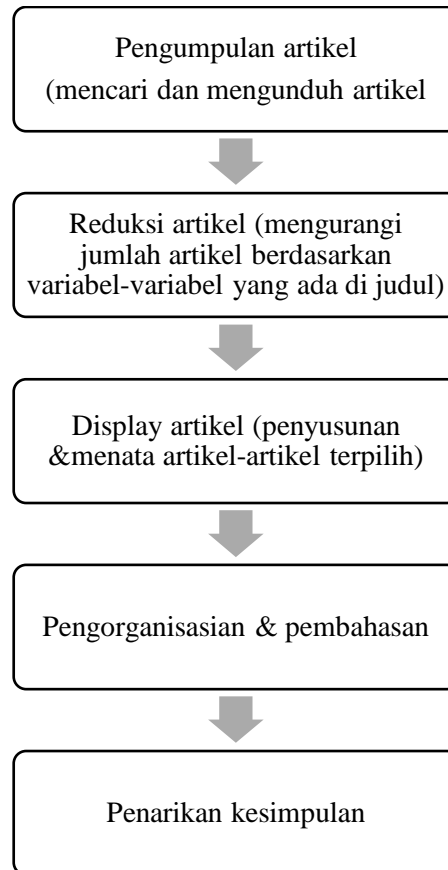 Pengumpulan artikel
(mencari dan mengunduh artikel
Reduksi artikel (mengurangi
jumlah artikel berdasarkan
variabel-variabel yang ada di judul)
Display artikel (penyusunan
&menata artikel-artikel terpilih)
Pengorganisasian & pembahasan
Penarikan kesimpulan